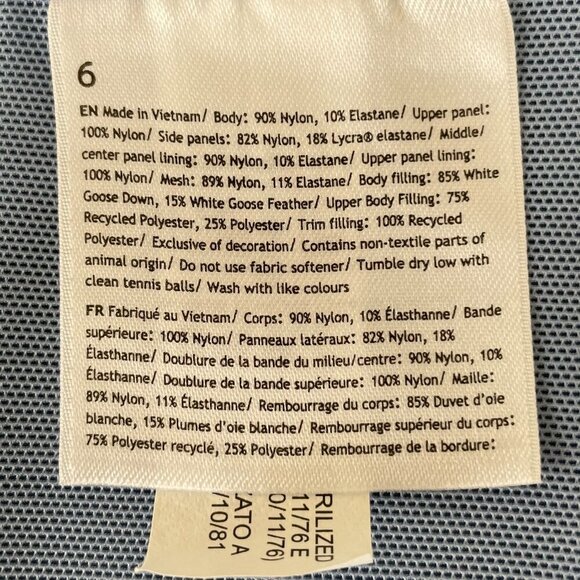 6
EN Made in Vietnam/ Body: 90% Nylon, 10% Elastane/ Upper panel:
100% Nylon/ Side panels: 82% Nylon, 18% Lycra® elastane/ Middle/
center panel lining: 90% Nylon, 10% Elastane/ Upper panel lining:
100% Nylon/ Mesh: 89% Nylon, 11% Elastane/ Body filling: 85% White
Goose Down, 15% White Goose Feather/ Upper Body Filling: 75%
Recycled Polyester, 25% Polyester/ Trim filling: 100% Recycled
Polyester/ Exclusive of decoration/ Contains non-textile parts of
animal origin/ Do not use fabric softener/ Tumble dry low with
clean tennis balls/ Wash with like colours
FR Fabriqué au Vietnam/ Corps: 90% Nylon, 10% Élasthanne/ Bande
supérieure: 100% Nylon/ Panneaux latéraux: 82% Nylon, 18%
Élasthanne/ Doublure de la bande du milieu/centre: 90% Nylon, 10%
Élasthanne/ Doublure de la bande supérieure: 100% Nylon/ Maille:
89% Nylon, 11% Élasthanne/ Rembourrage du corps: 85% Duvet d'oie
blanche, 15% Plumes d'oie blanche/ Rembourrage supérieur du corps:
75% Polyester recyclé, 25% Polyester/ Rembourrage de la bordure:
RILIZED
11/76 E
0/11/76)
ATO A
/10/81